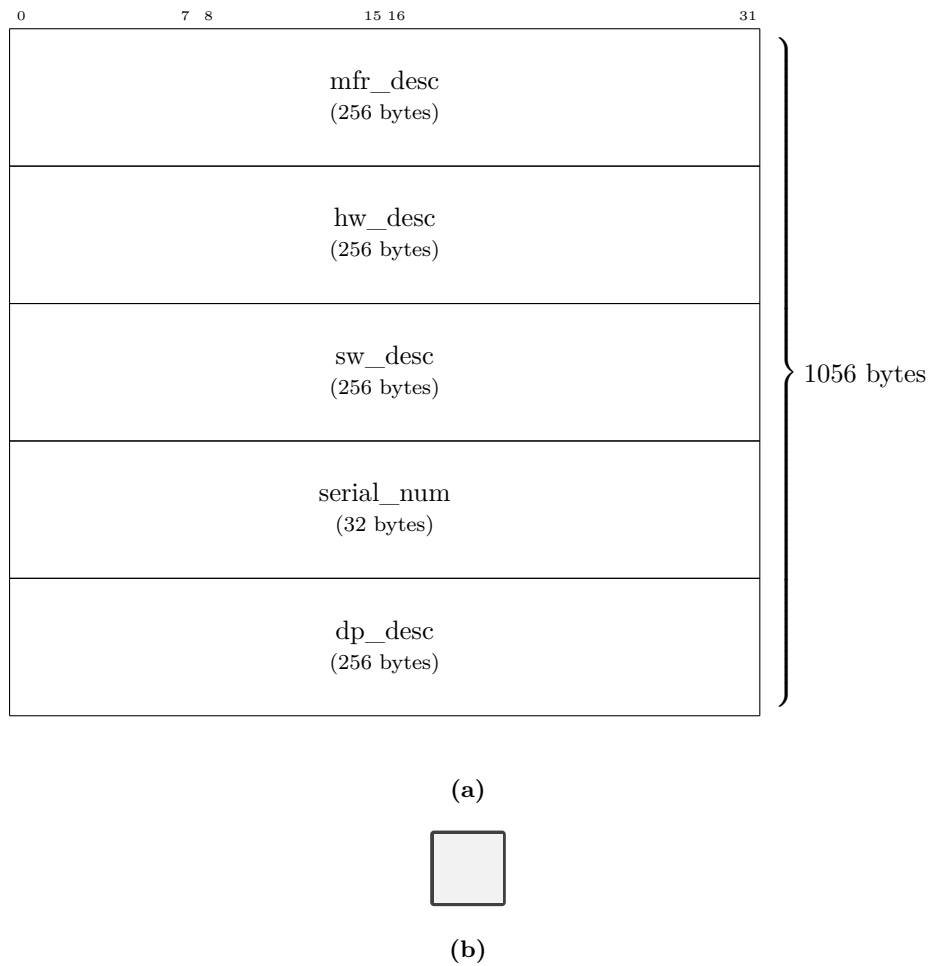 0 7 8 15 16 31
mfr_desc
(256 bytes)
hw_desc
(256 bytes)
sw_desc
(256 bytes)
1056 bytes
serial_num
(32 bytes)
dp_desc
(256 bytes)
(a)
(b)